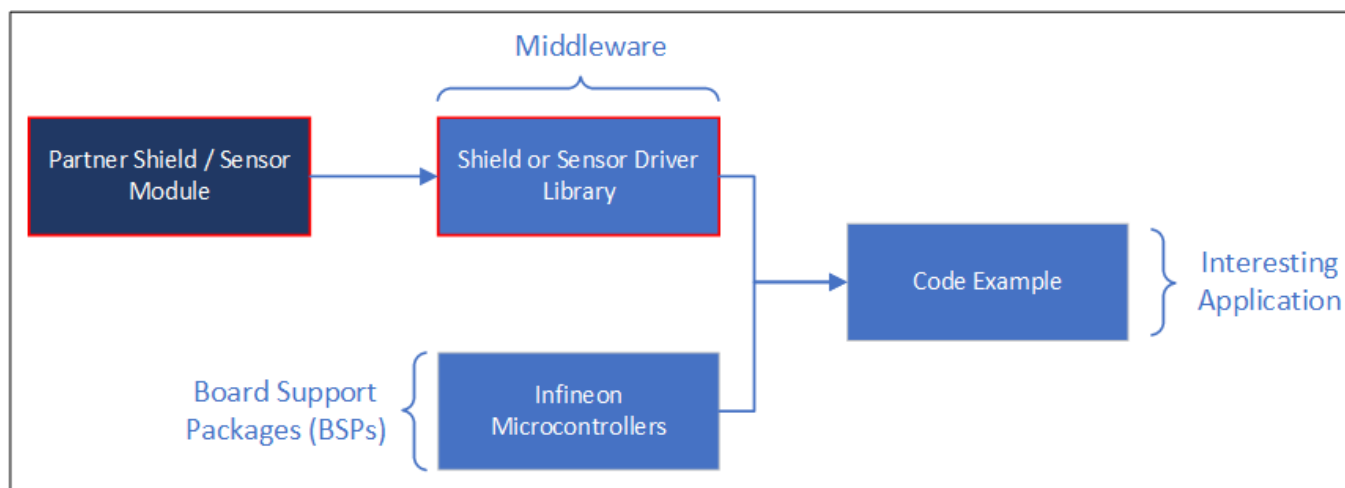 Middleware
Partner Shield / Sensor
Module
Shield or Sensor Driver
Library
Code Example
Interesting
Application
Board Support
Packages (BSPs)
Infineon
Microcontrollers